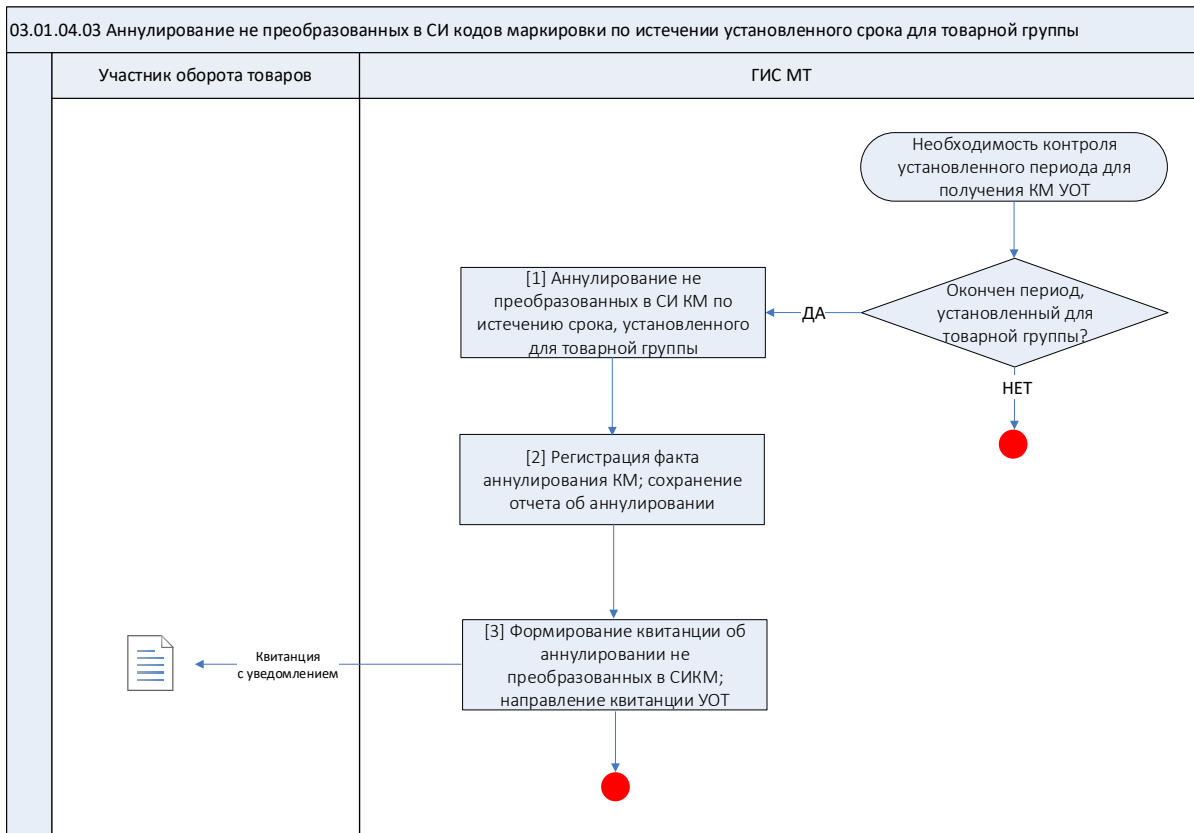 03.01.04.03 Аннулирование не преобразованных в СИ кодов маркировки по истечении установленного срока для товарной группы
Участник оборота товаров
ГИС МТ
Необходимость контроля
установленного периода для
получения КМ УОТ
Окончен период,
установленный для
товарной группы?
ДА
НЕТ
[1] Аннулирование не
преобразованных в СИ КМ по
истечению срока, установленного
для товарной группы
[2] Регистрация факта
аннулирования КМ; сохранение
отчета об аннулировании
[3] Формирование квитанции об
аннулировании не
преобразованных в СИКМ;
направление квитанции УОТ
Квитанция
с уведомлением